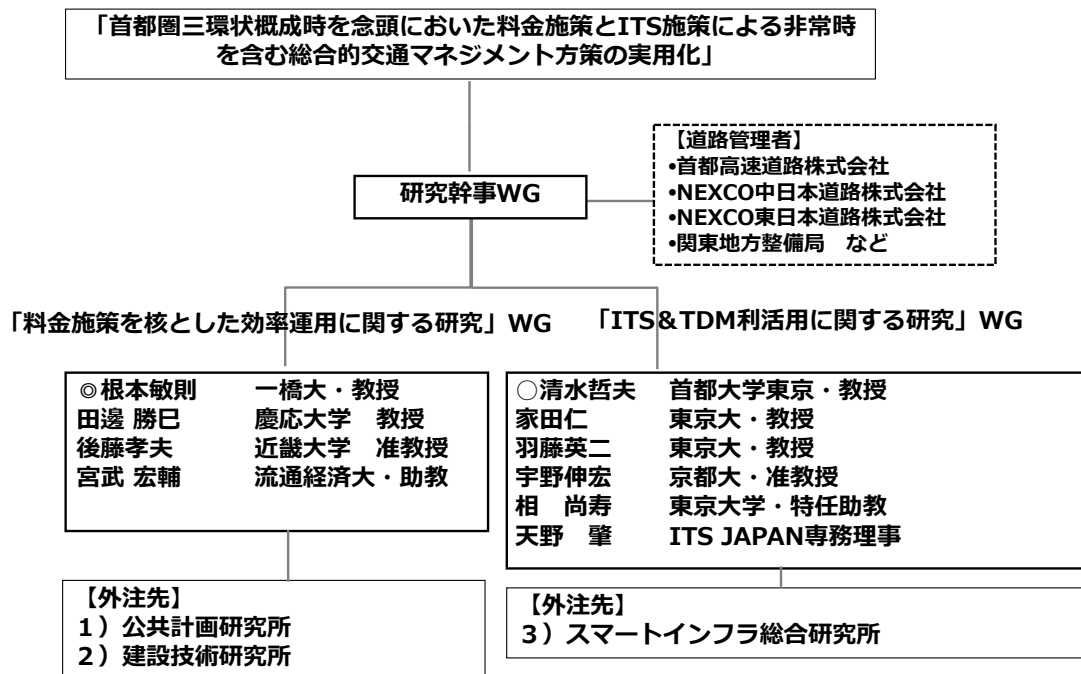 「首都圏三環状概成時を念頭においた料金施策とITS施策による非常時
を含む総合的交通マネジメント方策の実用化」
【道路管理者】
•首都高速道路株式会社
•NEXCO中日本道路株式会社
•NEXCO東日本道路株式会社
•関東地方整備局　など
研究幹事WG
「料金施策を核とした効率運用に関する研究」WG
◎根本敏則　一橋大・教授
田邊 勝巳　慶応大学　教授
後藤孝夫　近畿大学　准教授
宮武 宏輔　流通経済大・助教
【外注先】
１）公共計画研究所
２）建設技術研究所
「ITS＆TDM利活用に関する研究」WG
○清水哲夫　首都大学東京・教授
家田仁　東京大・教授
羽藤英二　東京大・教授
宇野伸宏　京都大・准教授
相　尚寿　東京大学・特任助教
天野　肇　ITS JAPAN専務理事
【外注先】
３）スマートインフラ総合研究所